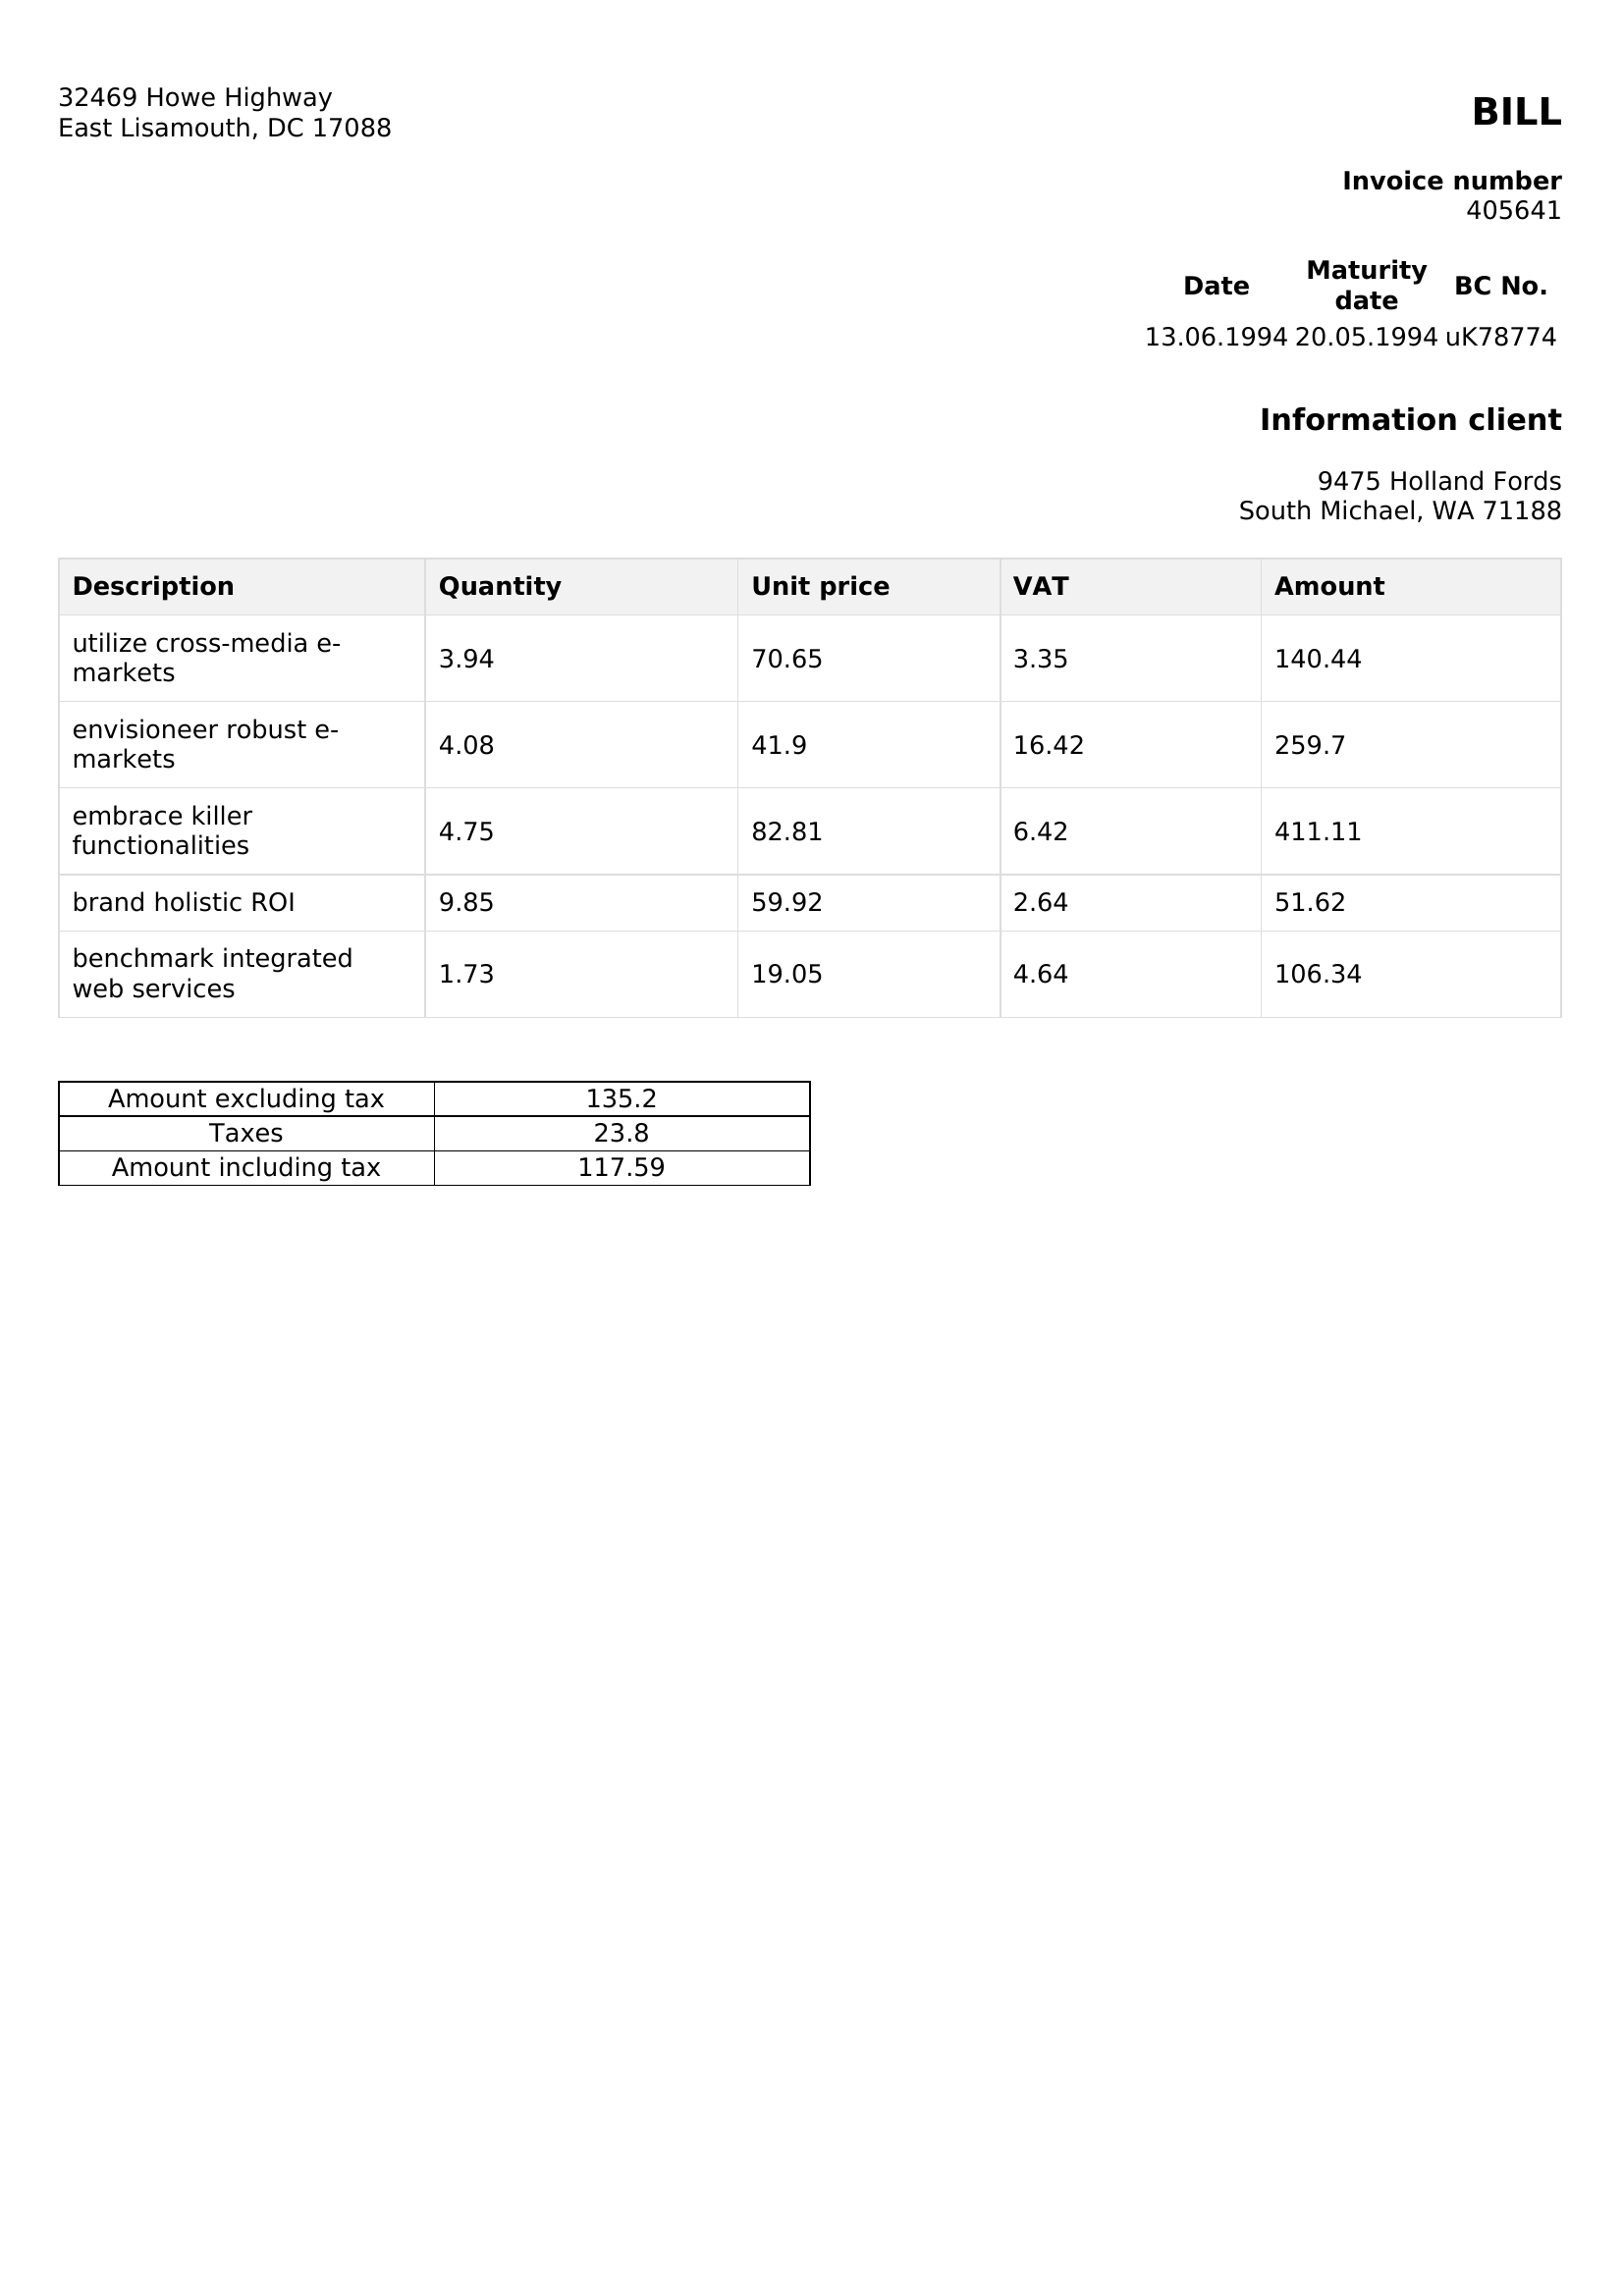 32469 Howe Highway
East Lisamouth, DC 17088
BILL
Invoice number
405641
Date Maturity date BC No.
13.06.1994 20.05.1994 uK78774
Information client
9475 Holland Fords
South Michael, WA 71188
Description Quantity Unit price VAT Amount
utilize cross-media e-
markets 3.94 70.65 3.35 140.44
envisioneer robust e-
markets 4.08 41.9 16.42 259.7
embrace killer
functionalities 4.75 82.81 6.42 411.11
brand holistic ROI 9.85 59.92 2.64 51.62
benchmark integrated
web services 1.73 19.05 4.64 106.34
Amount excluding tax 135.2
Taxes 23.8
Amount including tax 117.59